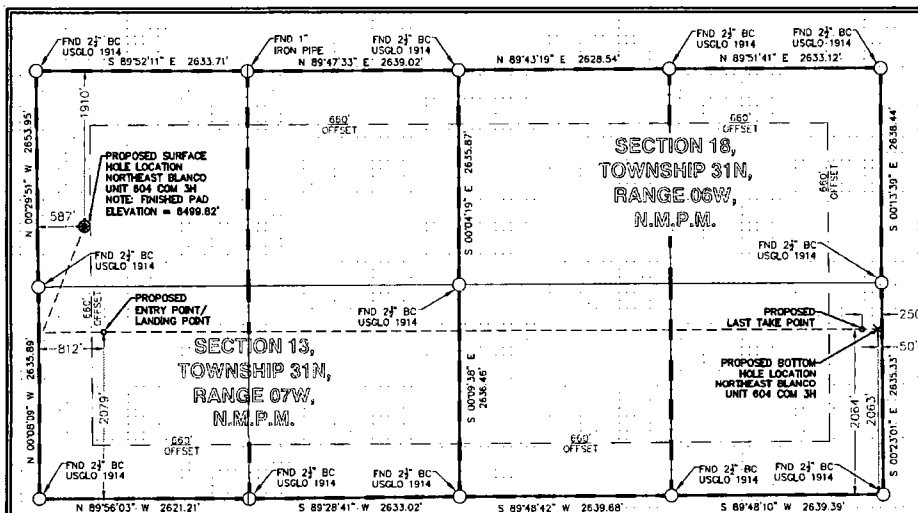 FND 2½" BC
USGLO 1914
FND 1"
IRON PIPE
FND 2½" BC
USGLO 1914
FND 2½" BC
USGLO 1914
FND 2½" BC
USGLO 1914
S 89°52'11" E 2633.71'
N 89°47'33" E 2639.02'
N 89°43'19" E 2628.54'
N 89°51'41" E 2633.12'
N 00°29'51" W 2653.95'
1910'
660'
OFFSET
660'
OFFSET
S 00°04'19" E 2635.87'
SECTION 18,
TOWNSHIP 31N,
RANGE 06W,
N.M.P.M.
660'
OFFSET
S 00°13'39" E 2638.44'
PROPOSED SURFACE
HOLE LOCATION
NORTHEAST BLANCO
UNIT 604 COM 3H
NOTE: FINISHED PAD
ELEVATION = 6499.82'
587'
FND 2½" BC
USGLO 1914
FND 2½" BC
USGLO 1914
FND 2½" BC
USGLO 1914
660'
OFFSET
PROPOSED
ENTRY POINT/
LANDING POINT
PROPOSED
LAST TAKE POINT
250'
50'
812'
2079'
SECTION 13,
TOWNSHIP 31N,
RANGE 07W,
N.M.P.M.
PROPOSED BOTTOM
HOLE LOCATION
NORTHEAST BLANCO
UNIT 604 COM 3H
N 00°08'09" W 2635.89'
S 00°09'38" E
2636.46'
2064'
2063'
S 00°23'01" E 2635.33'
660'
OFFSET
660'
OFFSET
FND 2½" BC
USGLO 1914
FND 2½" BC
USGLO 1914
FND 2½" BC
USGLO 1914
FND 2½" BC
USGLO 1914
FND 2½" BC
USGLO 1914
N 89°56'03" W 2621.21'
S 89°28'41" W 2633.02'
S 89°48'42" W 2639.68'
S 89°48'10" W 2639.39'